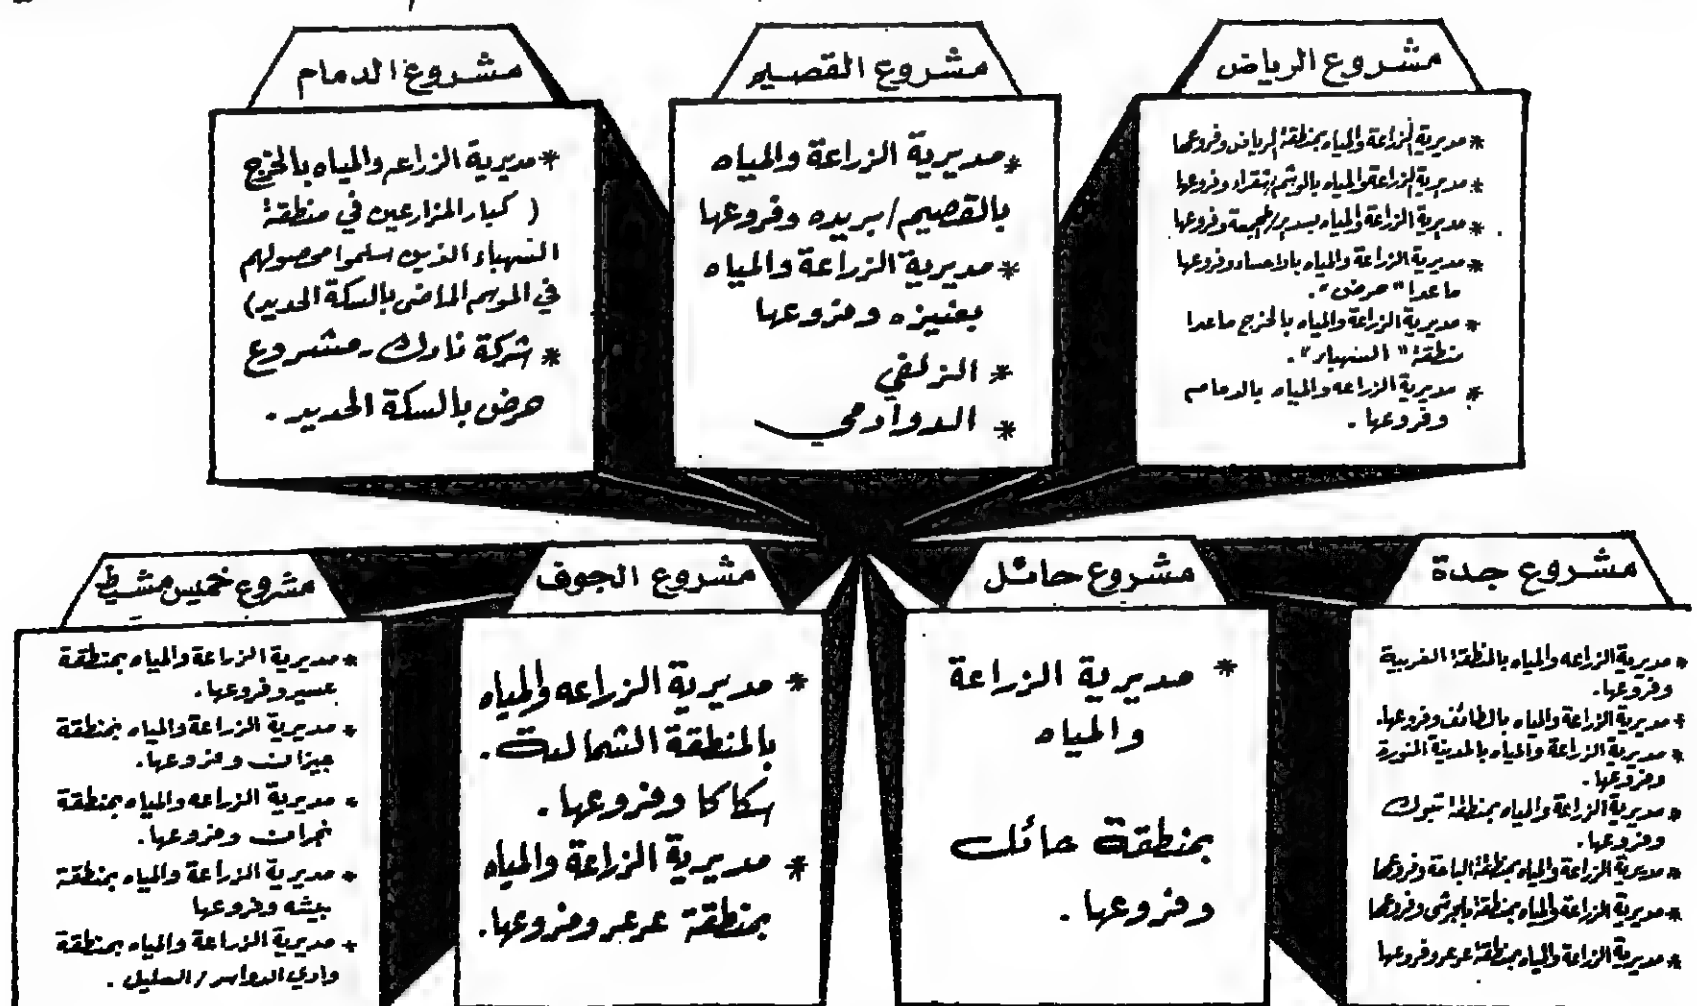 مشروع الرياض
* مديرية الزراعة والمياه بمنطقة الرياض وفروعها
* مديرية الزراعة والمياه بالوشم بشقراء وفروعها
* مديرية الزراعة والمياه بسدير/المجمعة وفروعها
* مديرية الزراعة والمياه بالاحساء وفروعها
ماعدا "حرض".
* مديرية الزراعة والمياه بالخرج ماعدا
منطقة "السهباء".
* مديرية الزراعه والمياه بالدمام
وفروعها.
مشروع القصيم
* مديرية الزراعة والمياه
بالقصيم/بريده وفروعها
* مديرية الزراعة والمياه
بعنيزه وفروعها
* الزلفي
* الدوادمي
مشروع الدمام
* مديرية الزراعه والمياه بالخرج
( كبار المزارعين في منطقة
السهباء الذين سلموا محصولهم
في الموسم الماضي بالسكة الحديد)
* شركة نادك - مشروع
حرض بالسكة الحديد.
مشروع جدة
* مديرية الزراعه والمياه بالمنطقة الغربية
وفروعها.
* مديرية الزراعة والمياه بالطائف وفروعها.
* مديرية الزراعة والمياه بالمدينة المنورة
وفروعها.
* مديرية الزراعة والمياه بمنطقة تبوك
وفروعها.
* مديرية الزراعة والمياه بمنطقة الباحة وفروعها
* مديرية الزراعة والمياه بمنطقة بلجرشي وفروعها
* مديرية الزراعة والمياه بمنطقة عرعر وفروعها
مشروع حائل
* مديرية الزراعة
والمياه
بمنطقة حائل
وفروعها.
مشروع الجوف
* مديرية الزراعه والمياه
بالمنطقة الشمالية.
سكاكا وفروعها.
* مديرية الزراعة والمياه
بمنطقة عرعر وفروعها.
مشروع خميس مشيط
* مديرية الزراعة والمياه بمنطقة
عسير وفروعها.
* مديرية الزراعة والمياه بمنطقة
جيزان وفروعها.
* مديرية الزراعه والمياه بمنطقة
نجران وفروعها.
* مديرية الزراعة والمياه بمنطقة
بيشه وفروعها
* مديرية الزراعة والمياه بمنطقة
وادي الدواسر/السليل.